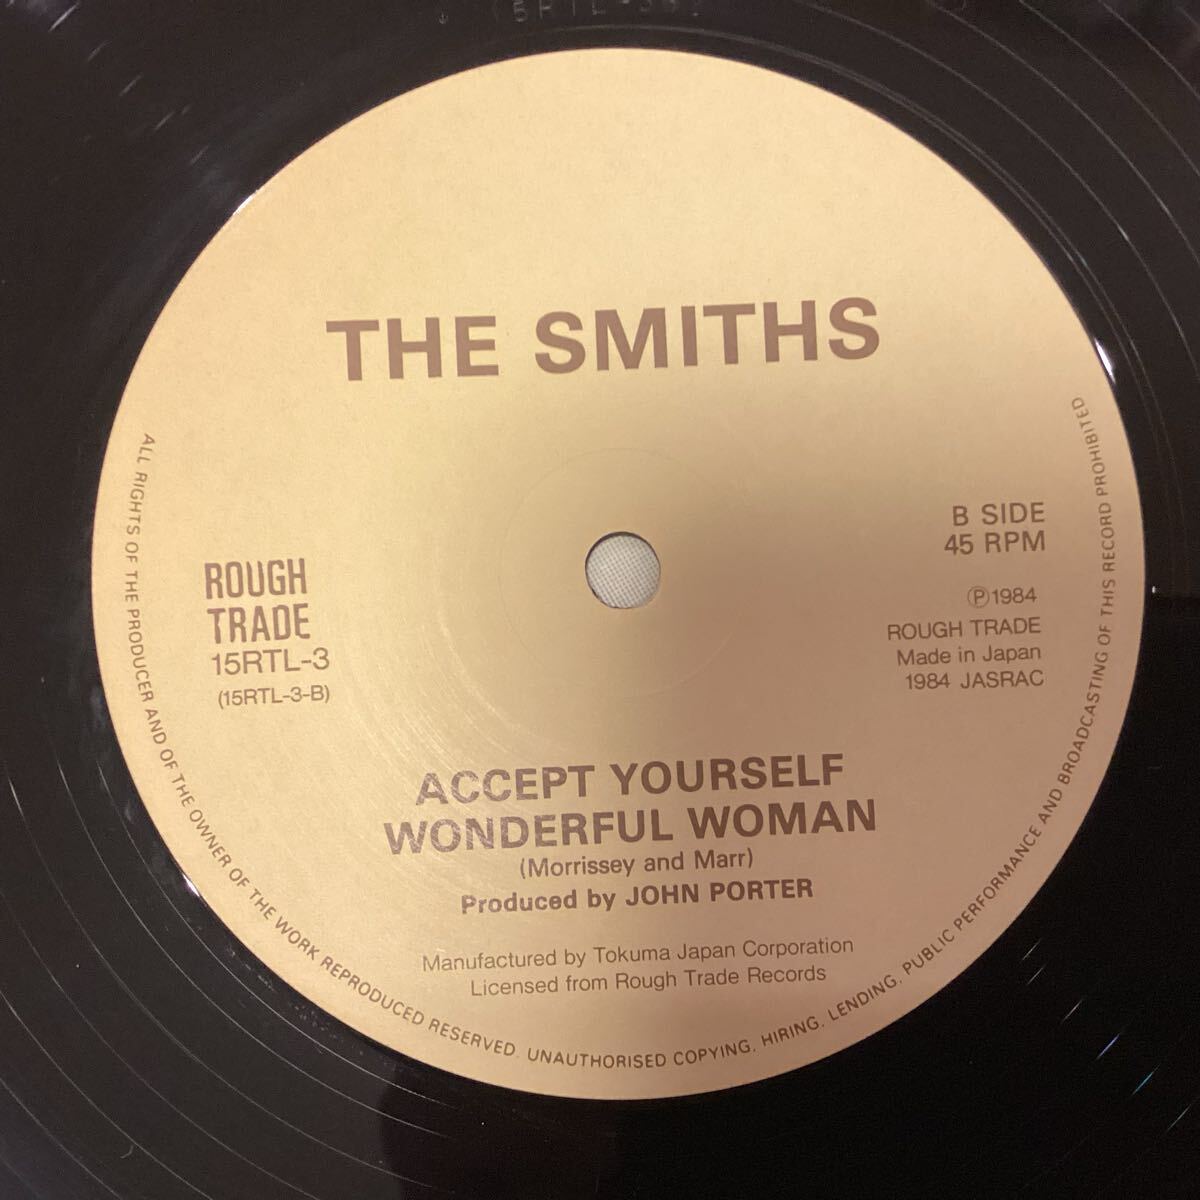 THE SMITHS
B SIDE
45 RPM
ROUGH
TRADE
15RTL-3
(15RTL-3-B)
Ⓟ1984
ROUGH TRADE
Made in Japan
1984 JASRAC
ACCEPT YOURSELF
WONDERFUL WOMAN
(Morrissey and Marr)
Produced by JOHN PORTER
Manufactured by Tokuma Japan Corporation
Licensed from Rough Trade Records
ALL RIGHTS OF THE PRODUCER AND OF THE OWNER OF THE WORK REPRODUCED RESERVED. UNAUTHORISED COPYING, HIRING, LENDING, PUBLIC PERFORMANCE AND BROADCASTING OF THIS RECORD PROHIBITED